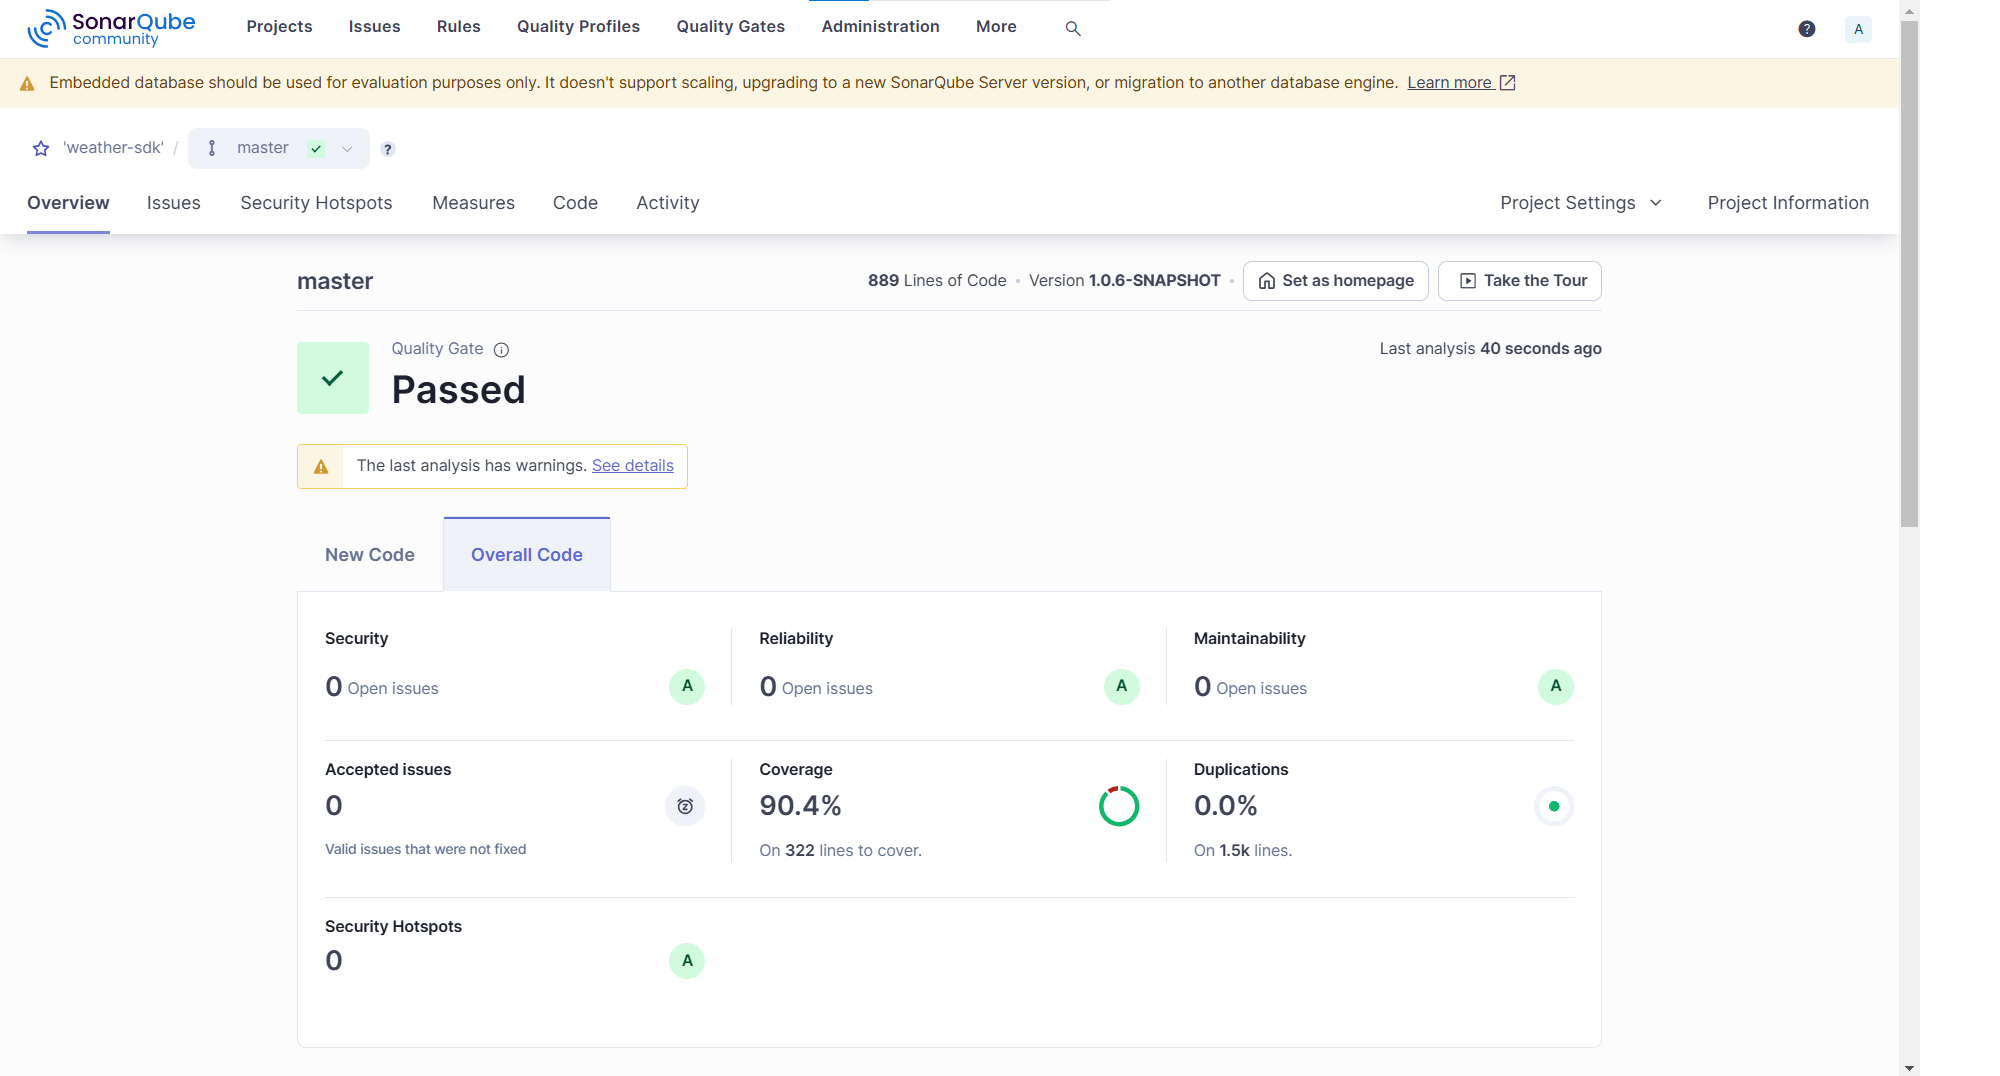 SonarQube community
Projects Issues Rules Quality Profiles Quality Gates Administration More ? A
Embedded database should be used for evaluation purposes only. It doesn't support scaling, upgrading to a new SonarQube Server version, or migration to another database engine. Learn more
'weather-sdk' / master ?
Overview Issues Security Hotspots Measures Code Activity Project Settings Project Information
master 889 Lines of Code • Version 1.0.6-SNAPSHOT • Set as homepage Take the Tour
Quality Gate Last analysis 40 seconds ago
Passed
The last analysis has warnings. See details
New Code Overall Code
Security Reliability Maintainability
0 Open issues A 0 Open issues A 0 Open issues A
Accepted issues Coverage Duplications
0 90.4% 0.0%
Valid issues that were not fixed On 322 lines to cover. On 1.5k lines.
Security Hotspots
0 A